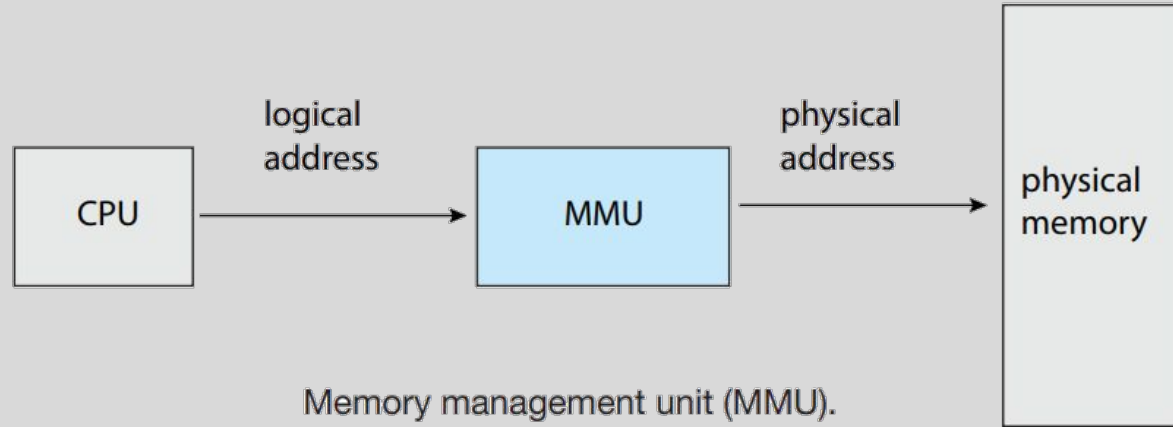 logical
address
physical
address
CPU
MMU
physical
memory
Memory management unit (MMU).